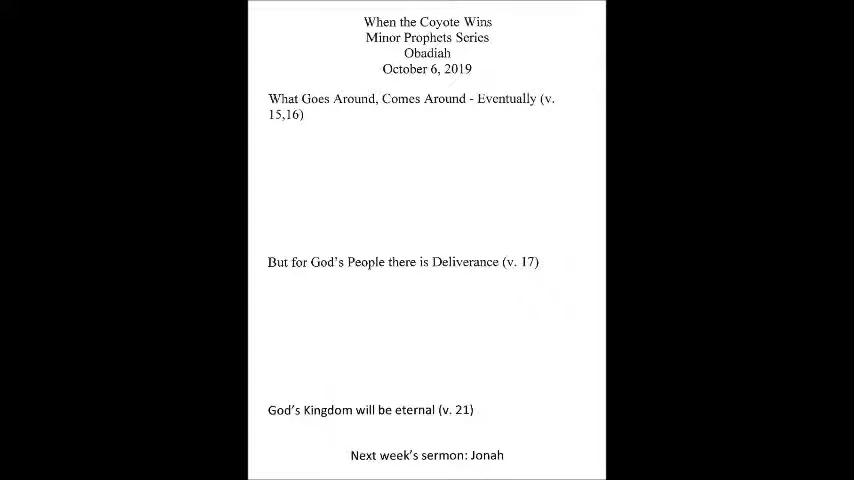 When the Coyote Wins
Minor Prophets Series
Obadiah
October 6, 2019
What Goes Around, Comes Around - Eventually (v.
15,16)
But for God's People there is Deliverance (v. 17)
God's Kingdom will be eternal (v. 21)
Next week's sermon: Jonah